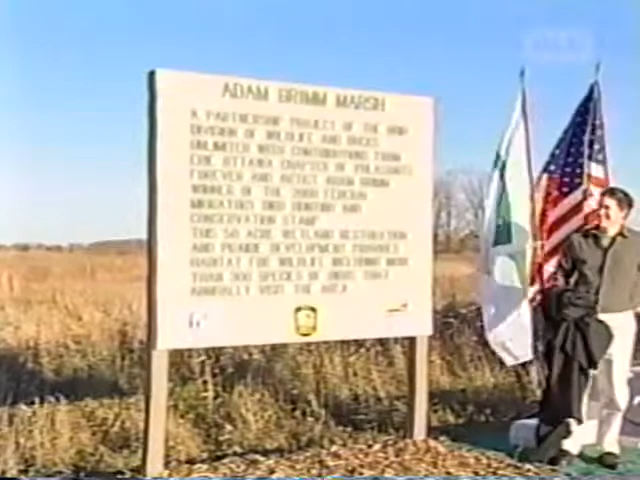 ADAM GRIMM MARSH
A PARTNERSHIP PROJECT OF THE OHIO
DIVISION OF WILDLIFE AND DUCKS
UNLIMITED WITH CONTRIBUTIONS FROM
ERIE OTTAWA CHAPTER OF PHEASANTS
FOREVER AND ARTIST ADAM GRIMM
WINNER OF THE 2000 FEDERAL
MIGRATORY BIRD HUNTING AND
CONSERVATION STAMP
THIS 50 ACRE WETLAND RESTORATION
AND PRAIRIE DEVELOPMENT PROVIDES
HABITAT FOR WILDLIFE INCLUDING MORE
THAN 300 SPECIES OF BIRDS THAT
ANNUALLY VISIT THE AREA